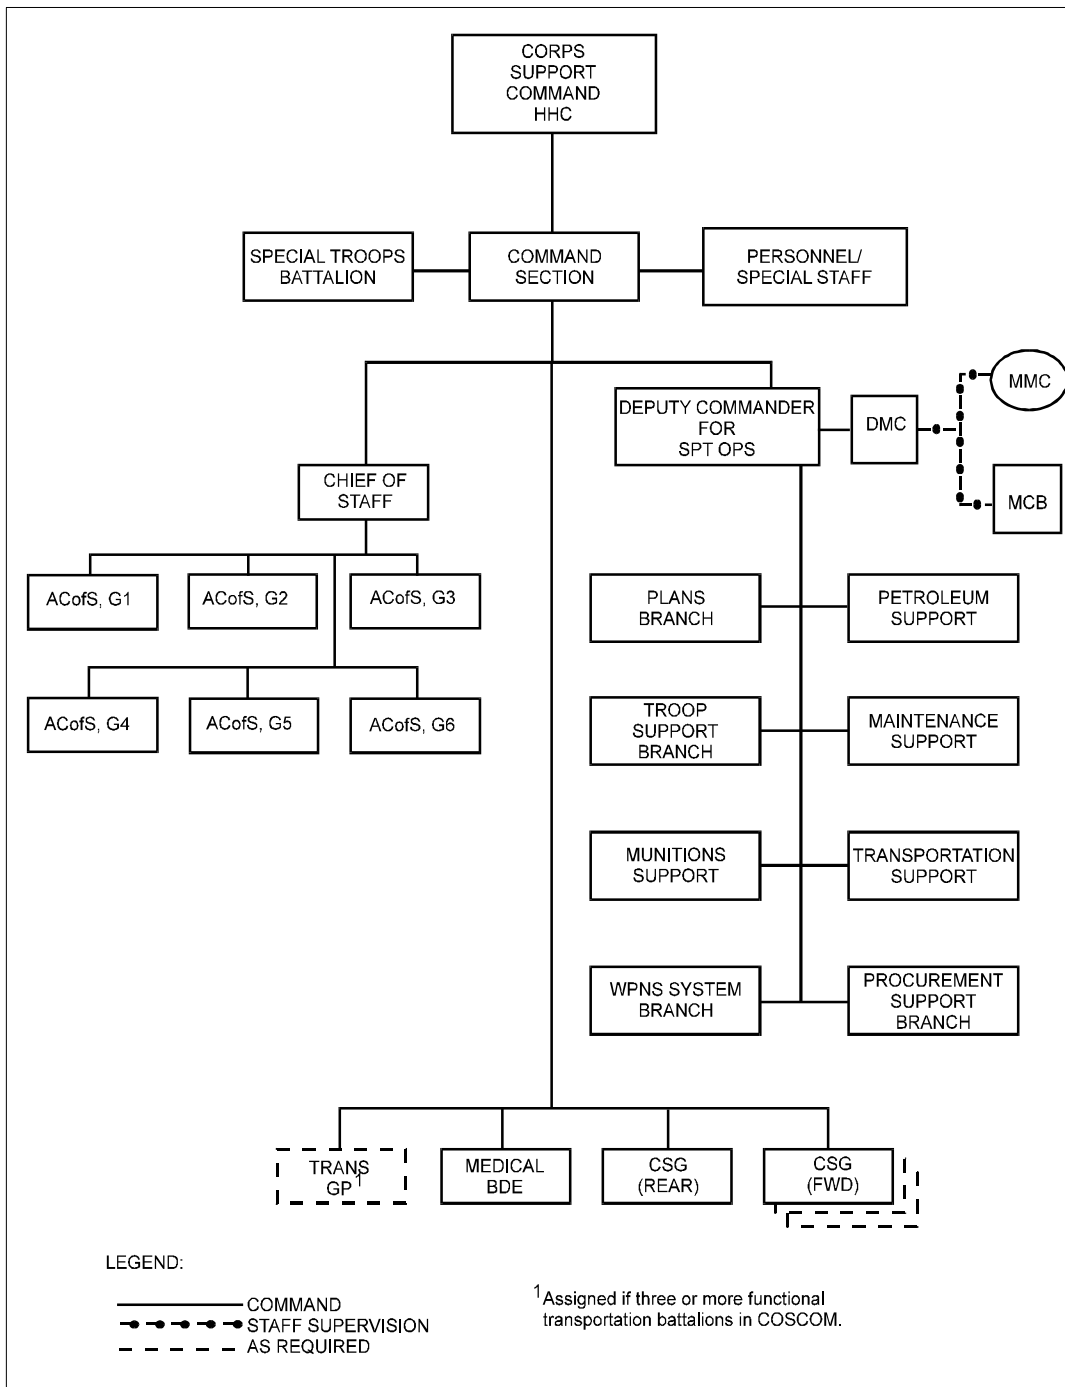 CORPS
SUPPORT
COMMAND
HHC
SPECIAL TROOPS
BATTALION
COMMAND
SECTION
PERSONNEL/
SPECIAL STAFF
DEPUTY COMMANDER
FOR
SPT OPS
DMC
MMC
MCB
CHIEF OF
STAFF
ACofS, G1
ACofS, G2
ACofS, G3
ACofS, G4
ACofS, G5
ACofS, G6
PLANS
BRANCH
PETROLEUM
SUPPORT
TROOP
SUPPORT
BRANCH
MAINTENANCE
SUPPORT
MUNITIONS
SUPPORT
TRANSPORTATION
SUPPORT
WPNS SYSTEM
BRANCH
PROCUREMENT
SUPPORT
BRANCH
TRANS
GP1
MEDICAL
BDE
CSG
(REAR)
CSG
(FWD)
LEGEND:
COMMAND
STAFF SUPERVISION
AS REQUIRED
1 Assigned if three or more functional
transportation battalions in COSCOM.